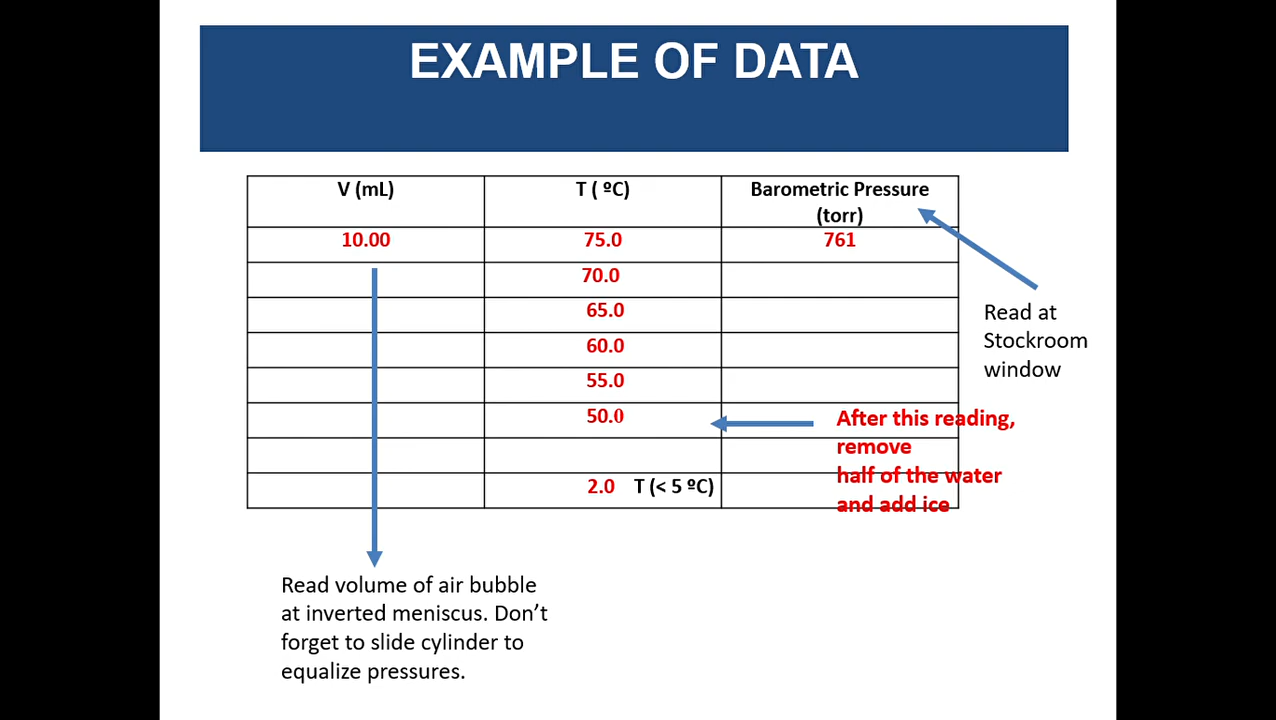 EXAMPLE OF DATA
V (mL) T ( ºC) Barometric Pressure
(torr)
10.00 75.0 761
70.0
65.0
60.0
55.0
50.0
2.0 T (< 5 ºC)
Read at
Stockroom
window
After this reading,
remove
half of the water
and add ice
Read volume of air bubble
at inverted meniscus. Don’t
forget to slide cylinder to
equalize pressures.